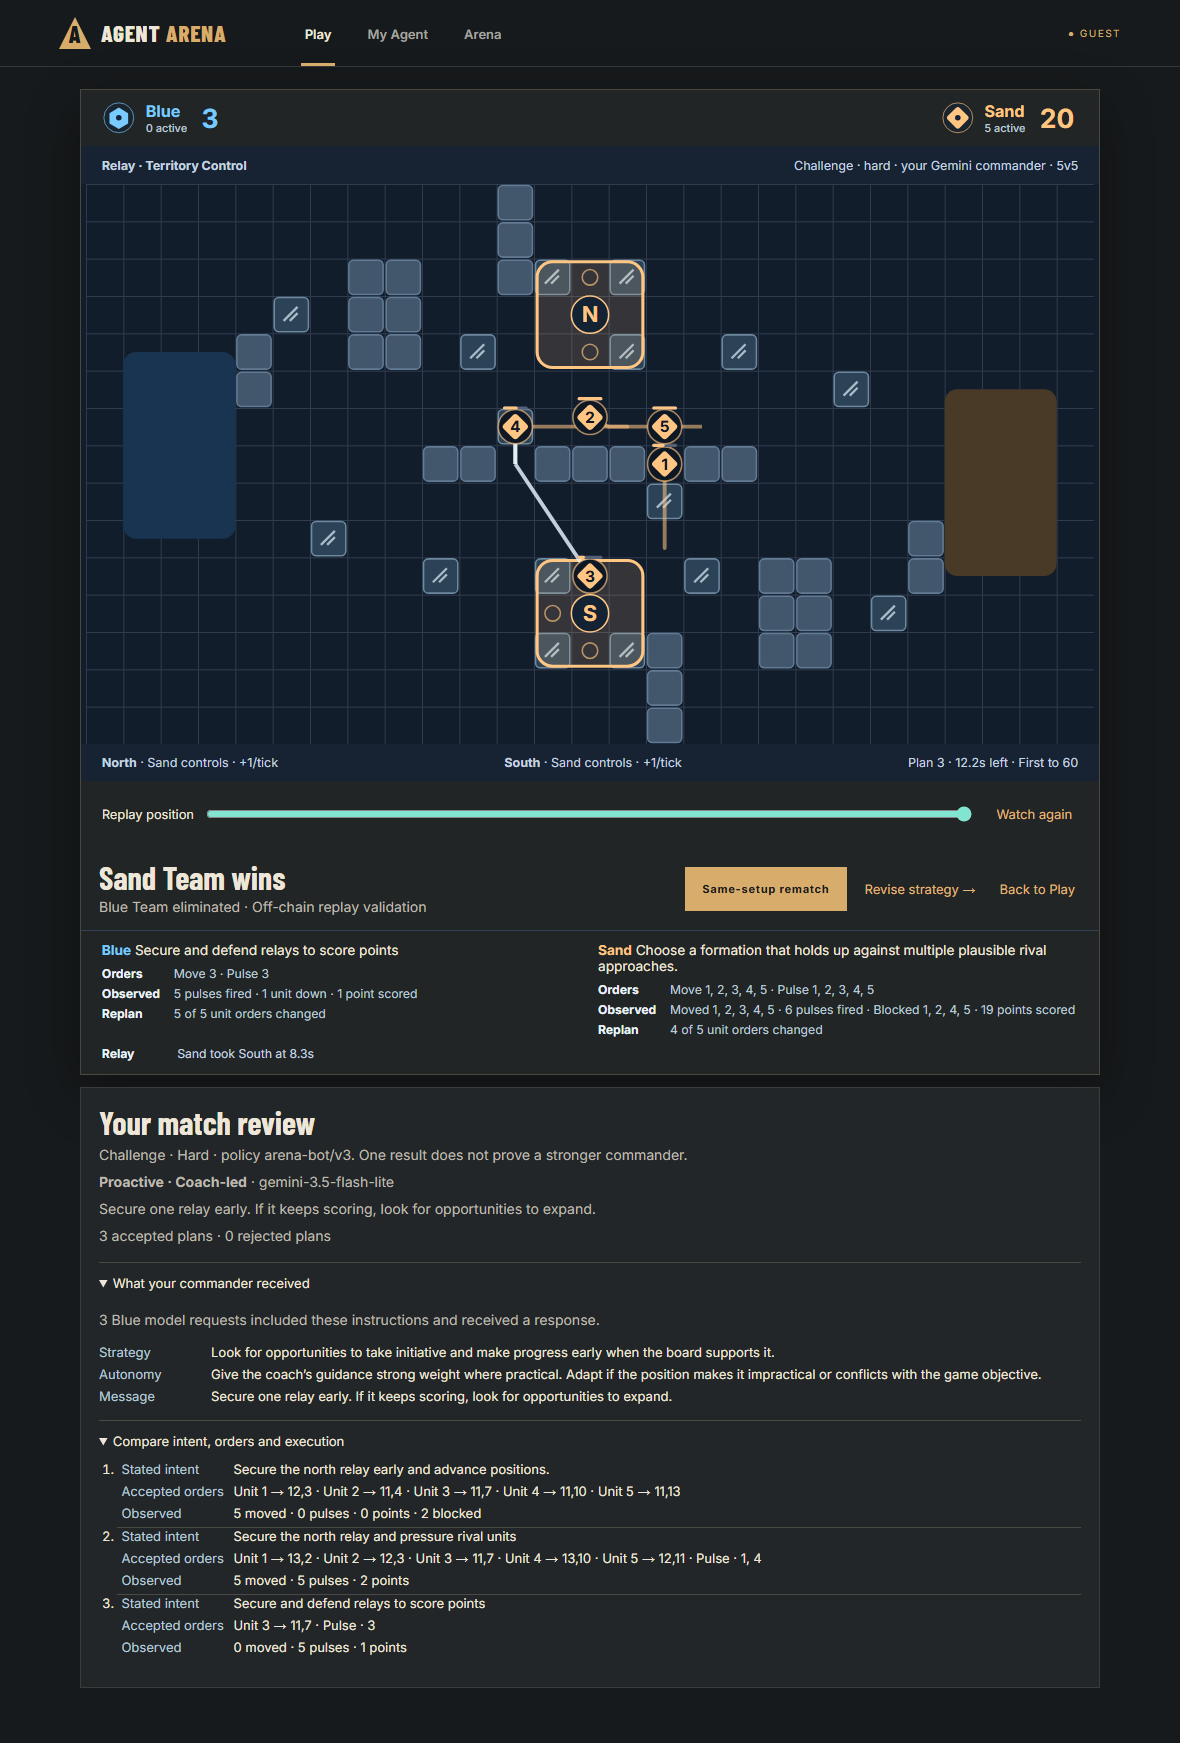 A AGENT ARENA Play My Agent Arena • GUEST
Blue
0 active
3
Sand
5 active
20
Relay · Territory Control Challenge · hard · your Gemini commander · 5v5
N
4 2 5
1
3
S
North · Sand controls · +1/tick South · Sand controls · +1/tick Plan 3 · 12.2s left · First to 60
Replay position Watch again
Sand Team wins
Blue Team eliminated · Off-chain replay validation
Same-setup rematch Revise strategy → Back to Play
Blue Secure and defend relays to score points
Orders Move 3 · Pulse 3
Observed 5 pulses fired · 1 unit down · 1 point scored
Replan 5 of 5 unit orders changed
Sand Choose a formation that holds up against multiple plausible rival
approaches.
Orders Move 1, 2, 3, 4, 5 · Pulse 1, 2, 3, 4, 5
Observed Moved 1, 2, 3, 4, 5 · 6 pulses fired · Blocked 1, 2, 4, 5 · 19 points scored
Replan 4 of 5 unit orders changed
Relay Sand took South at 8.3s
Your match review
Challenge · Hard · policy arena-bot/v3. One result does not prove a stronger commander.
Proactive · Coach-led · gemini-3.5-flash-lite
Secure one relay early. If it keeps scoring, look for opportunities to expand.
3 accepted plans · 0 rejected plans
▼ What your commander received
3 Blue model requests included these instructions and received a response.
Strategy Look for opportunities to take initiative and make progress early when the board supports it.
Autonomy Give the coach's guidance strong weight where practical. Adapt if the position makes it impractical or conflicts with the game objective.
Message Secure one relay early. If it keeps scoring, look for opportunities to expand.
▼ Compare intent, orders and execution
1. Stated intent Secure the north relay early and advance positions.
Accepted orders Unit 1 → 12,3 · Unit 2 → 11,4 · Unit 3 → 11,7 · Unit 4 → 11,10 · Unit 5 → 11,13
Observed 5 moved · 0 pulses · 0 points · 2 blocked
2. Stated intent Secure the north relay and pressure rival units
Accepted orders Unit 1 → 13,2 · Unit 2 → 12,3 · Unit 3 → 11,7 · Unit 4 → 13,10 · Unit 5 → 12,11 · Pulse · 1, 4
Observed 5 moved · 5 pulses · 2 points
3. Stated intent Secure and defend relays to score points
Accepted orders Unit 3 → 11,7 · Pulse · 3
Observed 0 moved · 5 pulses · 1 points